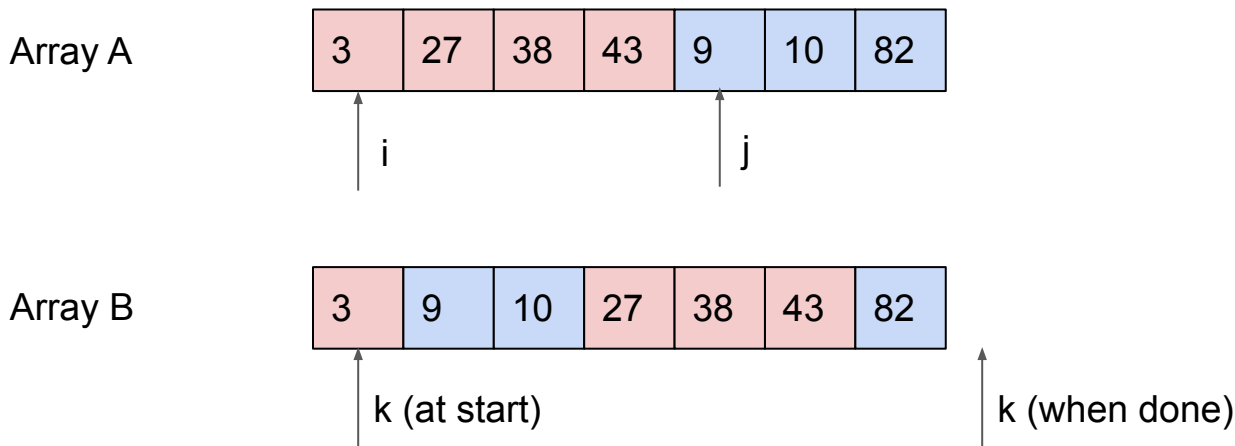 Array A 3 27 38 43 9 10 82
i j
Array B 3 9 10 27 38 43 82
k (at start) k (when done)